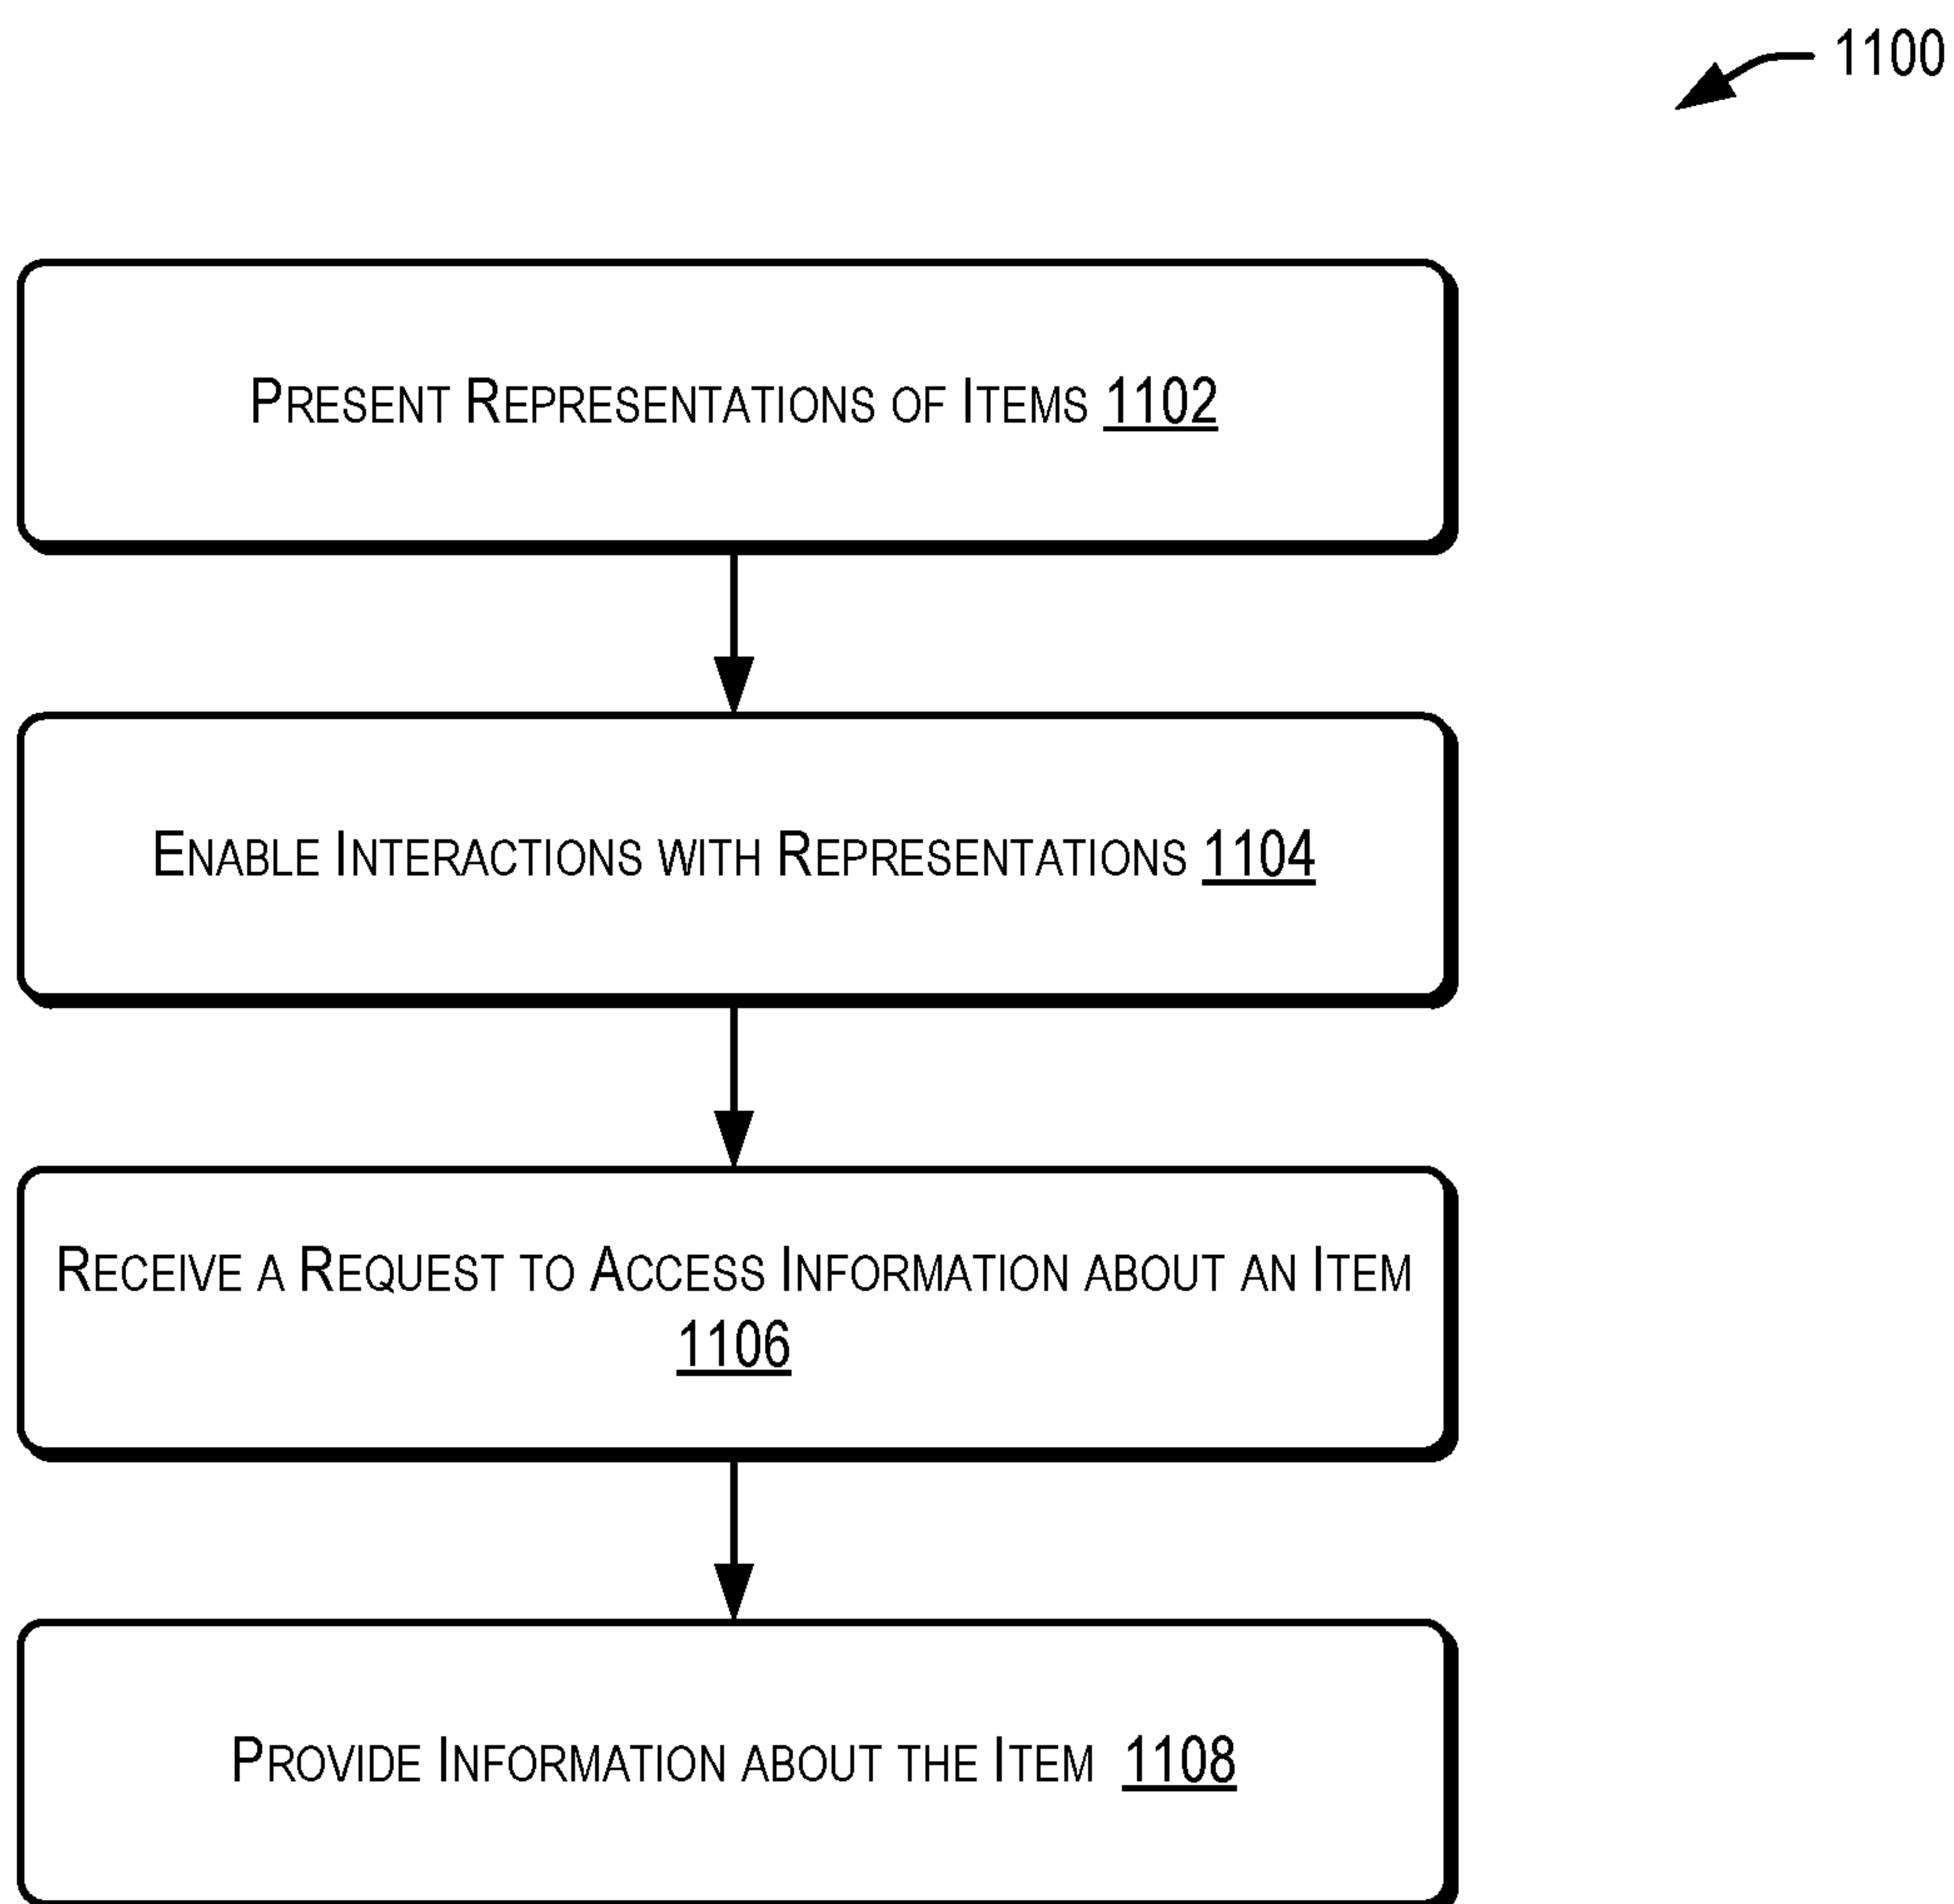 1100
Present Representations of Items 1102
Enable Interactions with Representations 1104
Receive a Request to Access Information about an Item
1106
Provide Information about the Item 1108